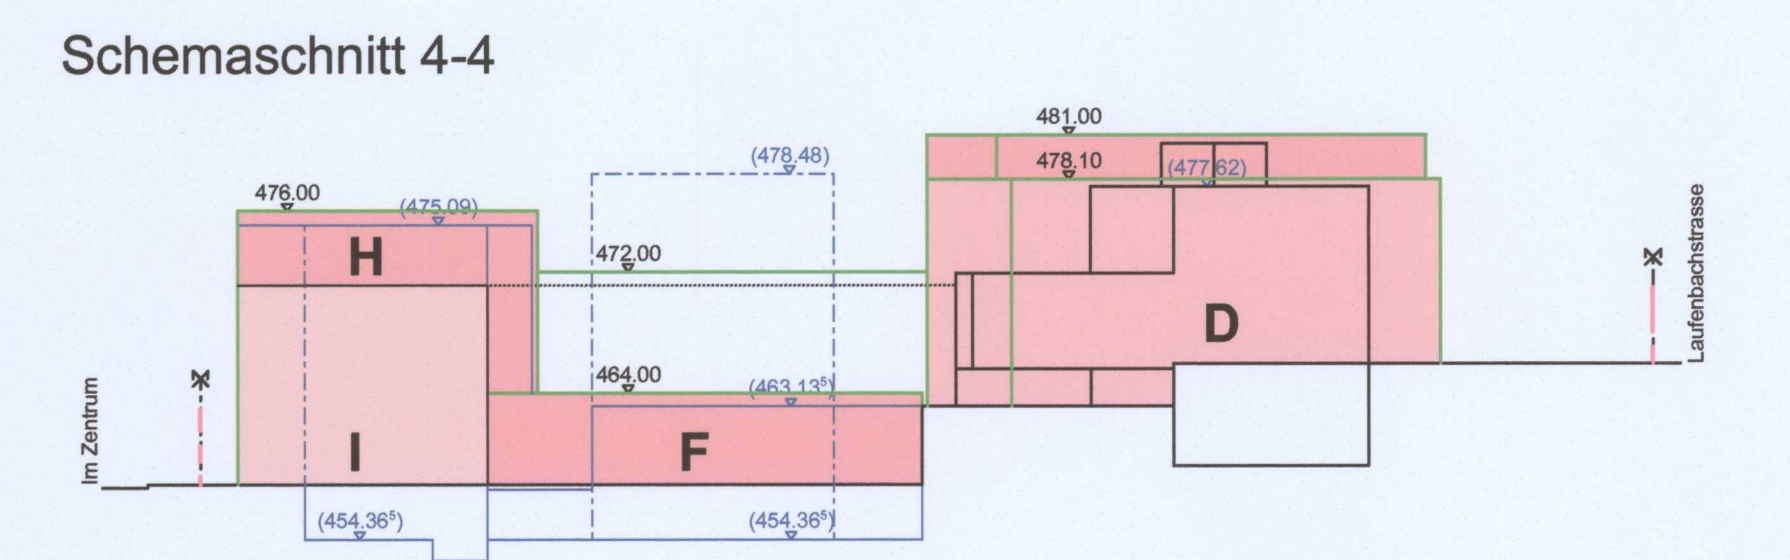 Schemaschnitt 4-4
481.00
(478.48)
478.10
(477.62)
476.00
(475.09)
H
472.00
D
464.00
(463.13⁵)
I
F
Im Zentrum
Laufenbachstrasse
(454.36⁵)
(454.36⁵)